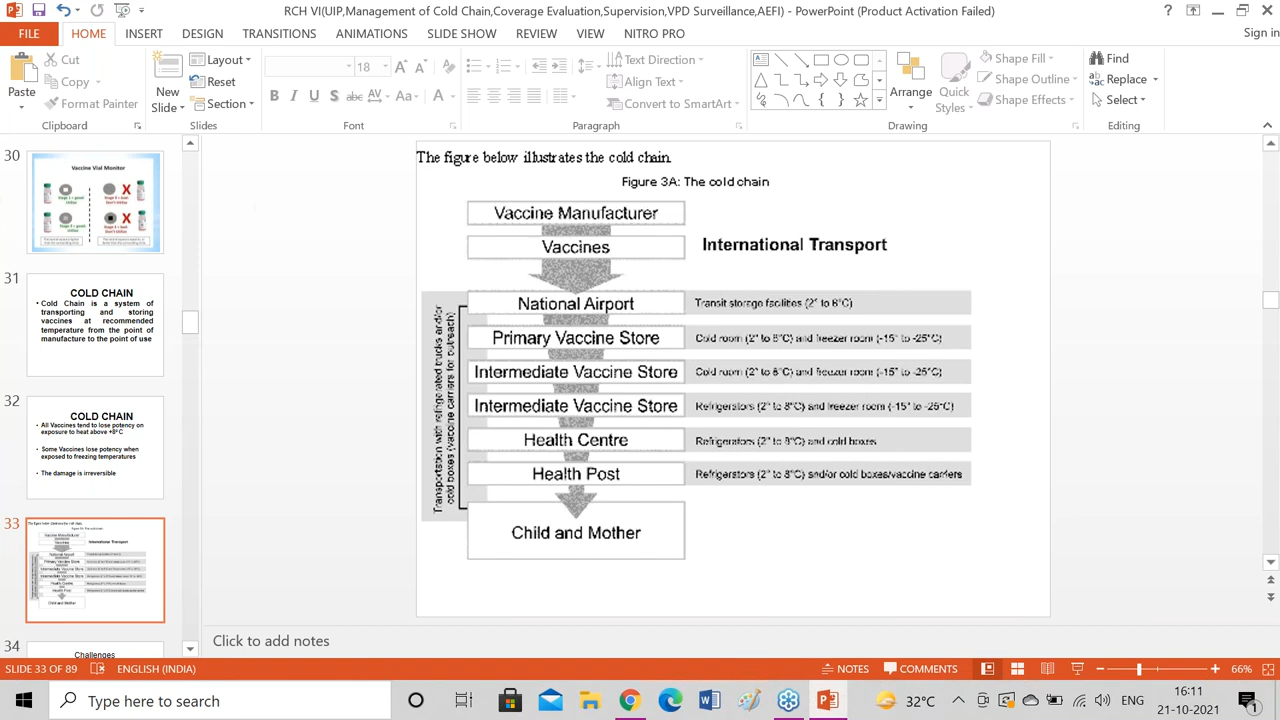 RCH VI(UIP,Management of Cold Chain,Coverage Evaluation,Supervision,VPD Surveillance,AEFI) - PowerPoint (Product Activation Failed)
FILE HOME INSERT DESIGN TRANSITIONS ANIMATIONS SLIDE SHOW REVIEW VIEW NITRO PRO Sign in
Paste
Cut
Copy
Format Painter
Clipboard
New Slide
Layout
Reset
Section
Slides
18
B I U S abc AV Aa A
Font
Text Direction
Align Text
Convert to SmartArt
Paragraph
Arrange
Quick Styles
Shape Fill
Shape Outline
Shape Effects
Drawing
Find
Replace
Select
Editing
30
Vaccine Vial Monitor
31
COLD CHAIN
• Cold Chain is a system of
transporting and storing
vaccines at recommended
temperature from the point of
manufacture to the point of use
32
COLD CHAIN
• All Vaccines tend to lose potency on
exposure to heat above +8°C
• Some Vaccines lose potency when
exposed to freezing temperatures
• The damage is irreversible
33
34
Challenges
The figure below illustrates the cold chain.
Figure 3A: The cold chain
Vaccine Manufacturer
Vaccines
International Transport
National Airport
Transit storage facilites (2° to 8°C)
Primary Vaccine Store
Cold room (2° to 8°C) and freezer room (-15° to -25°C)
Intermediate Vaccine Store
Cold room (2° to 8°C) and freezer room (-15° to -25°C)
Intermediate Vaccine Store
Refrigerators (2° to 8°C) and freezer room (-15° to -25°C)
Health Centre
Refrigerators (2° to 8°C) and cold boxes
Health Post
Refrigerators (2° to 8°C) and/or cold boxes/vaccine carriers
Child and Mother
Transportation with refrigerated trucks and/or
cold boxes (vaccine carriers for outreach)
Click to add notes
SLIDE 33 OF 89 ENGLISH (INDIA) NOTES COMMENTS 66%
Type here to search
32°C
ENG
16:11
21-10-2021